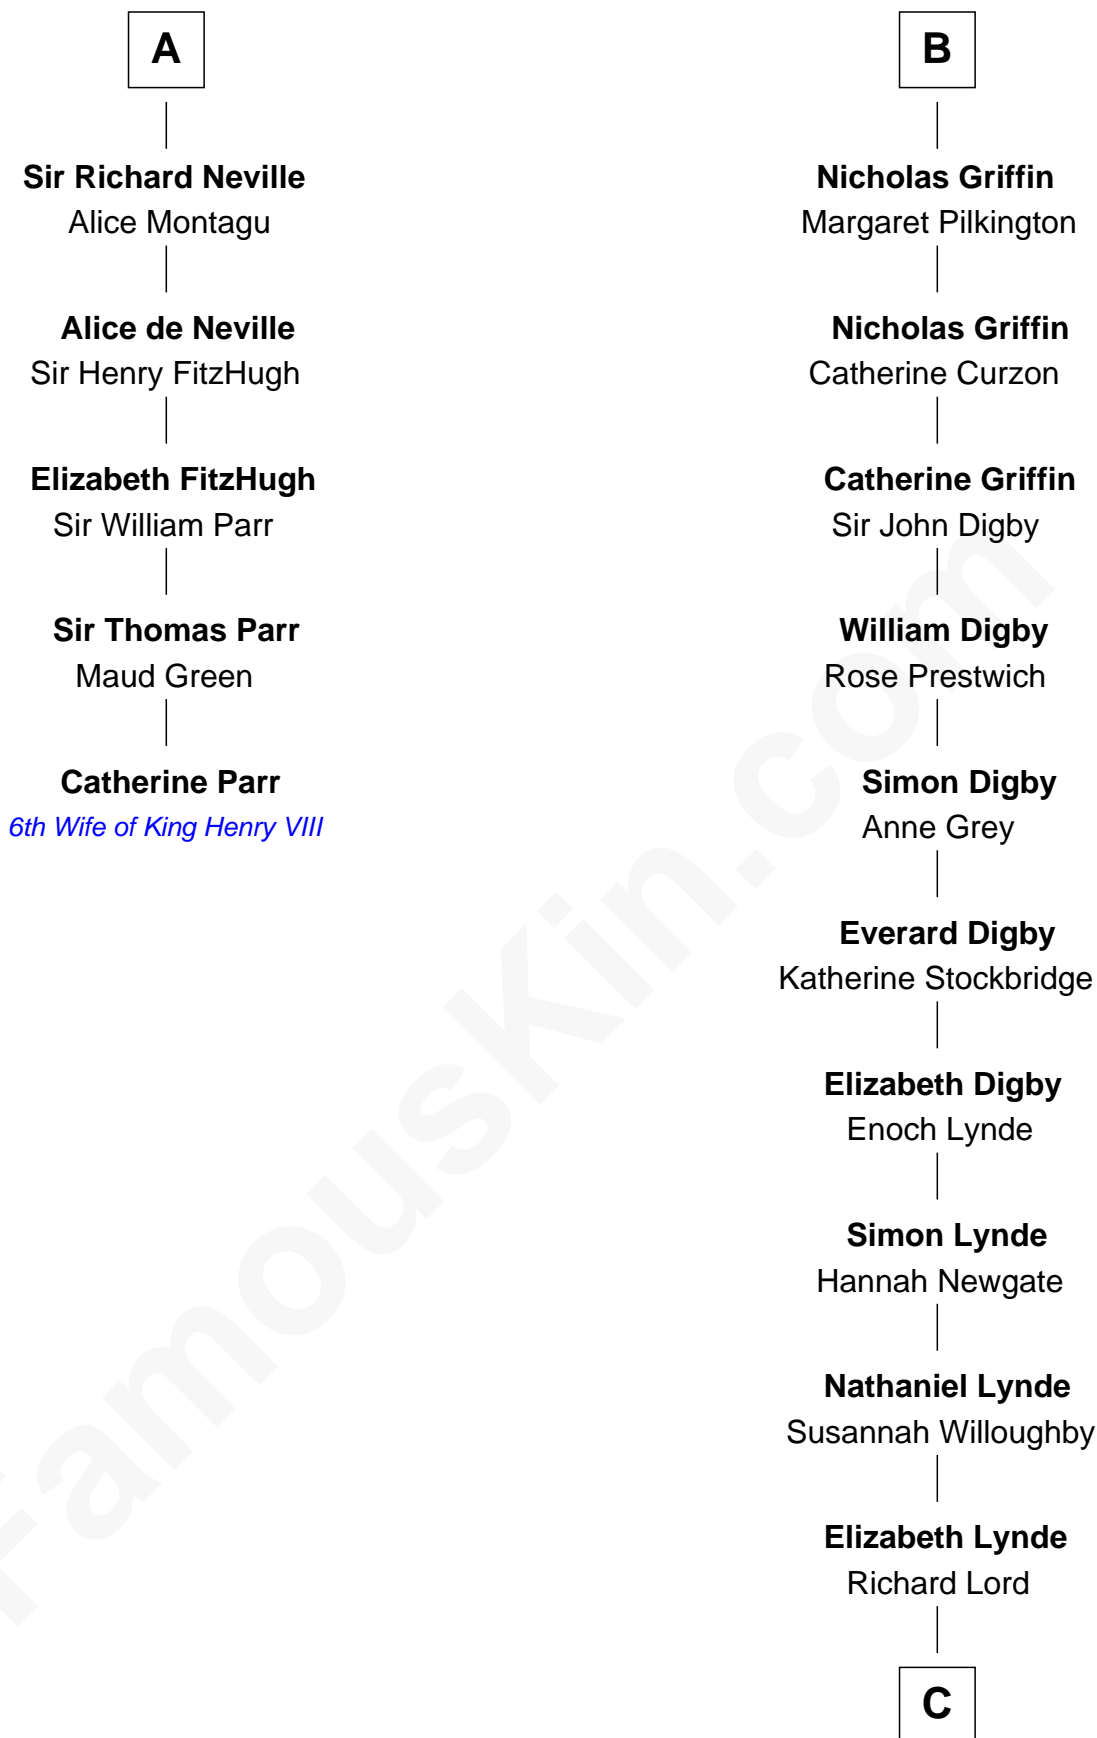 A
Sir Richard Neville
Alice Montagu
Alice de Neville
Sir Henry FitzHugh
Elizabeth FitzHugh
Sir William Parr
Sir Thomas Parr
Maud Green
Catherine Parr
6th Wife of King Henry VIII
B
Nicholas Griffin
Margaret Pilkington
Nicholas Griffin
Catherine Curzon
Catherine Griffin
Sir John Digby
William Digby
Rose Prestwich
Simon Digby
Anne Grey
Everard Digby
Katherine Stockbridge
Elizabeth Digby
Enoch Lynde
Simon Lynde
Hannah Newgate
Nathaniel Lynde
Susannah Willoughby
Elizabeth Lynde
Richard Lord
C
FamousKin.com